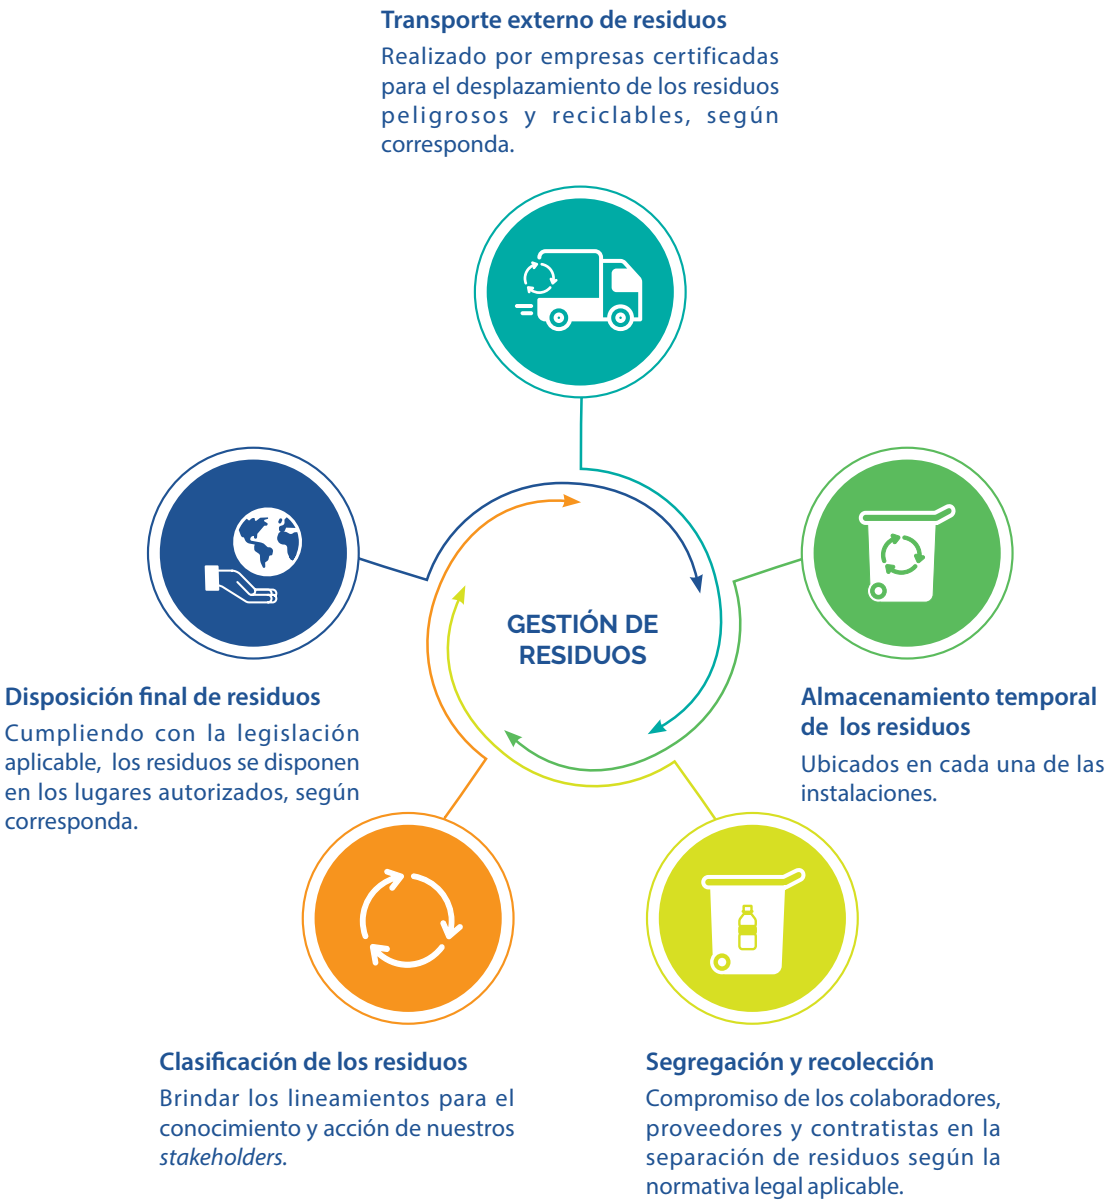 Transporte externo de residuos
Realizado por empresas certificadas
para el desplazamiento de los residuos
peligrosos y reciclables, según
corresponda.
GESTIÓN DE
RESIDUOS
Disposición final de residuos
Cumpliendo con la legislación
aplicable, los residuos se disponen
en los lugares autorizados, según
corresponda.
Almacenamiento temporal
de los residuos
Ubicados en cada una de las
instalaciones.
Clasificación de los residuos
Brindar los lineamientos para el
conocimiento y acción de nuestros
stakeholders.
Segregación y recolección
Compromiso de los colaboradores,
proveedores y contratistas en la
separación de residuos según la
normativa legal aplicable.